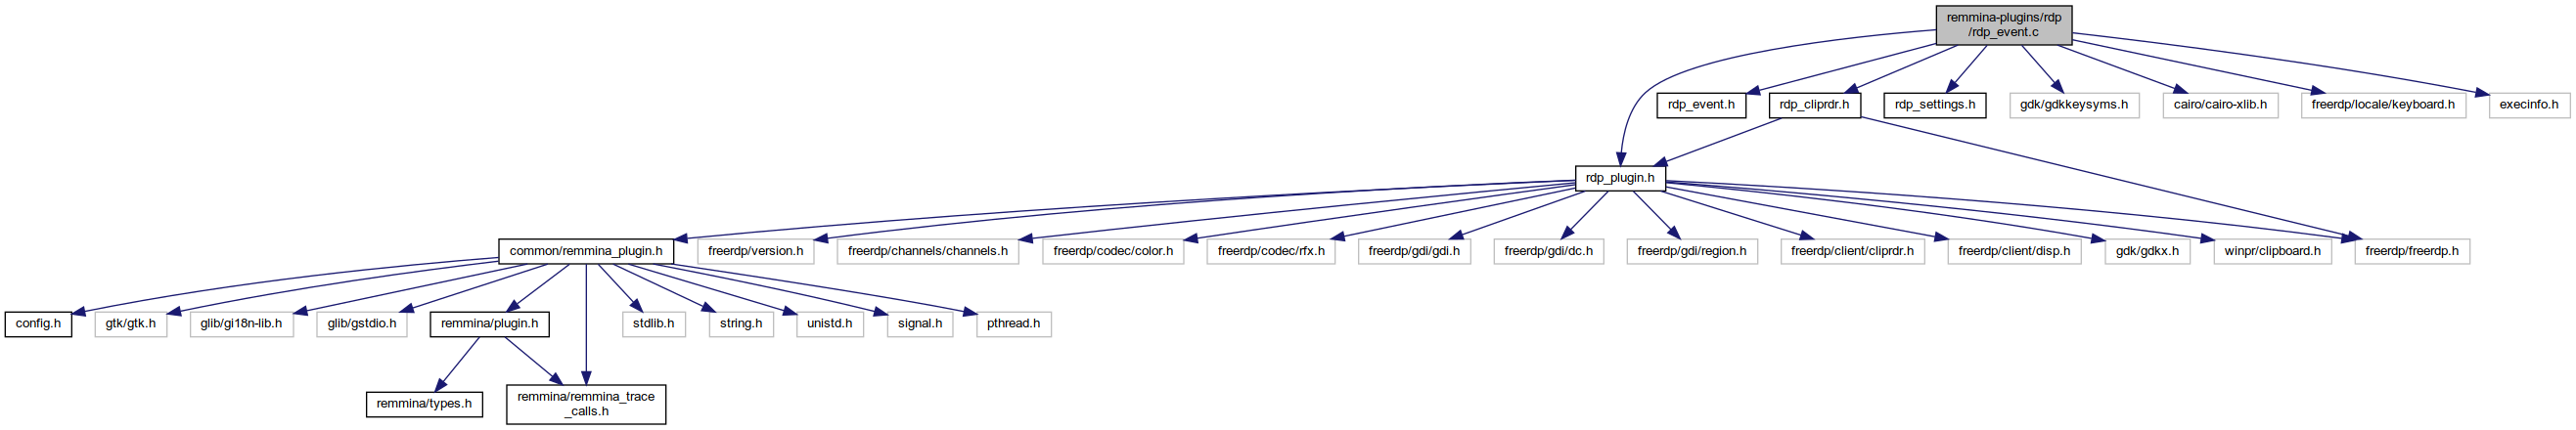 remmina-plugins/rdp
/rdp_event.c
rdp_event.h
rdp_cliprdr.h
rdp_settings.h
gdk/gdkkeysyms.h
cairo/cairo-xlib.h
freerdp/locale/keyboard.h
execinfo.h
rdp_plugin.h
common/remmina_plugin.h
freerdp/version.h
freerdp/channels/channels.h
freerdp/codec/color.h
freerdp/codec/rfx.h
freerdp/gdi/gdi.h
freerdp/gdi/dc.h
freerdp/gdi/region.h
freerdp/client/cliprdr.h
freerdp/client/disp.h
gdk/gdkx.h
winpr/clipboard.h
freerdp/freerdp.h
config.h
gtk/gtk.h
glib/gi18n-lib.h
glib/gstdio.h
remmina/plugin.h
stdlib.h
string.h
unistd.h
signal.h
pthread.h
remmina/types.h
remmina/remmina_trace
_calls.h